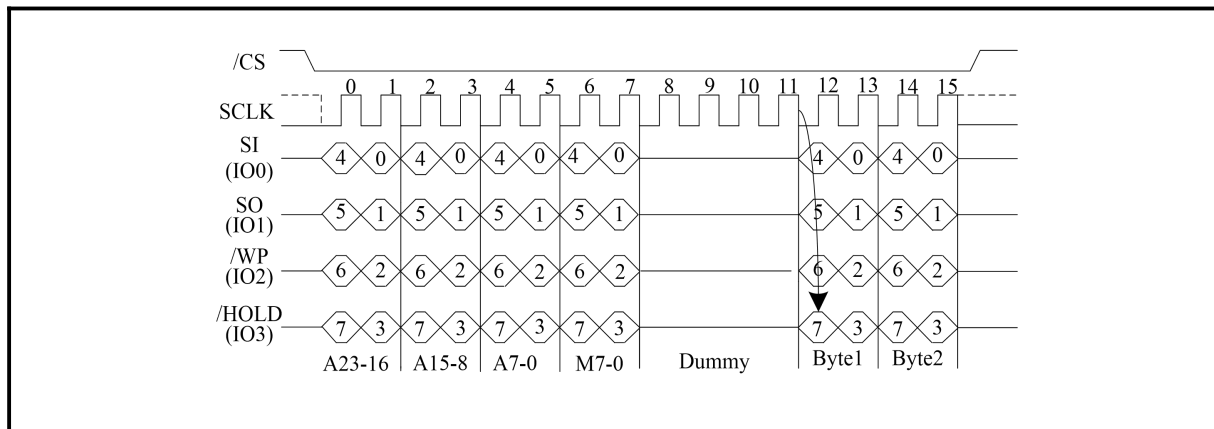 /CS
0 1 2 3 4 5 6 7 8 9 10 11 12 13 14 15
SCLK
SI
(IO0)
4 0 4 0 4 0 4 0 4 0 4 0
SO
(IO1)
5 1 5 1 5 1 5 1 5 1 5 1
/WP
(IO2)
6 2 6 2 6 2 6 2 6 2 6 2
/HOLD
(IO3)
7 3 7 3 7 3 7 3 7 3 7 3
A23-16 A15-8 A7-0 M7-0 Dummy Byte1 Byte2